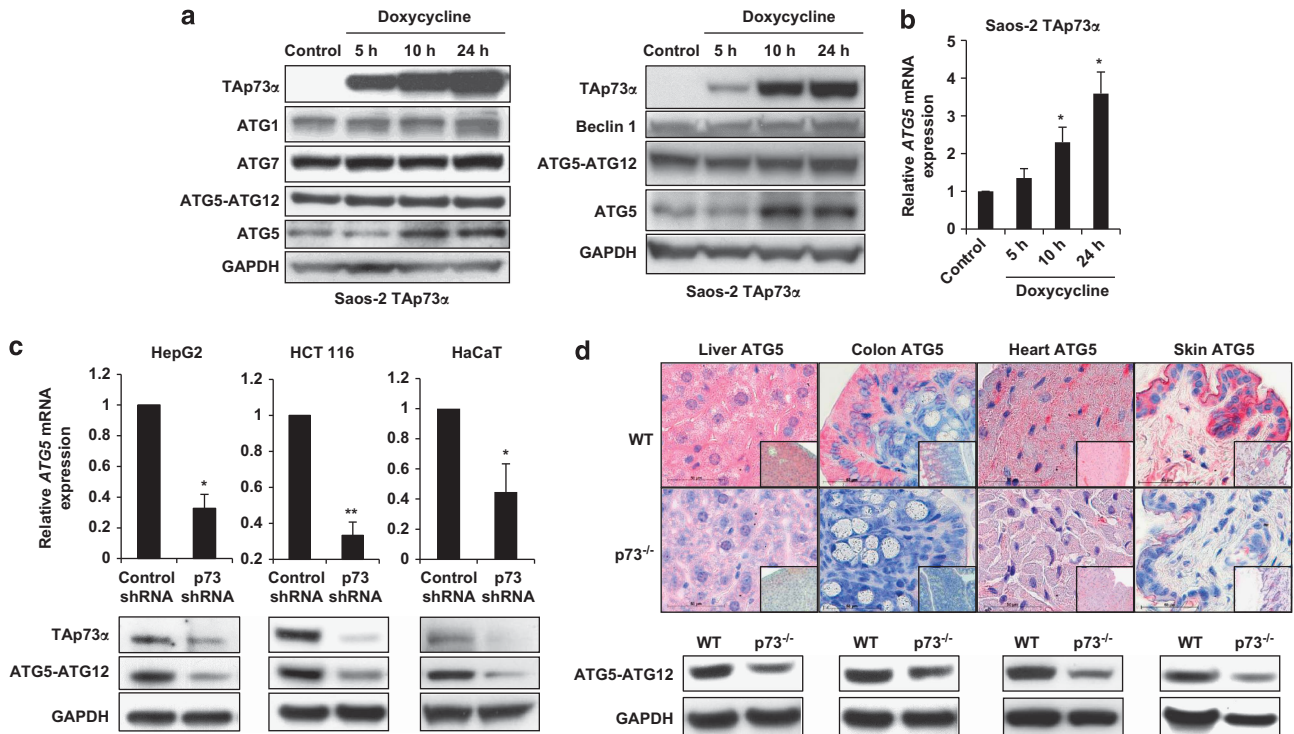 a
Doxycycline
Control 5 h 10 h 24 h
TAp73α
ATG1
ATG7
ATG5-ATG12
ATG5
GAPDH
Saos-2 TAp73α
Doxycycline
Control 5 h 10 h 24 h
TAp73α
Beclin 1
ATG5-ATG12
ATG5
GAPDH
Saos-2 TAp73α
b
Saos-2 TAp73α
Relative ATG5 mRNA
expression
5
4
3
2
1
0
*
*
Control
5 h
10 h
24 h
Doxycycline
c
HepG2
Relative ATG5 mRNA
expression
1.2
1
0.8
0.6
0.4
0.2
0
*
Control
shRNA
p73
shRNA
HCT 116
1.2
1
0.8
0.6
0.4
0.2
**
Control
shRNA
p73
shRNA
HaCaT
1.2
1
0.8
0.6
0.4
0.2
0
*
Control
shRNA
p73
shRNA
TAp73α
ATG5-ATG12
GAPDH
d
Liver ATG5 Colon ATG5 Heart ATG5 Skin ATG5
WT
p73-/-
WT p73-/- WT p73-/- WT p73-/- WT p73-/-
ATG5-ATG12
GAPDH